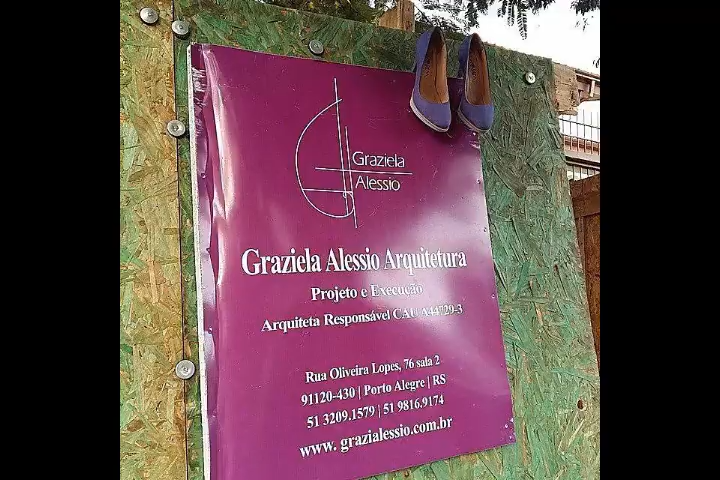 Graziela
Alessio
Graziela Alessio Arquitetura
Projeto e Execução
Arquiteta Responsável CAU A44729-3
Rua Oliveira Lopes, 76 sala 2
91120-430 | Porto Alegre | RS
51 3209.1579 | 51 9816.9174
www. grazialessio.com.br